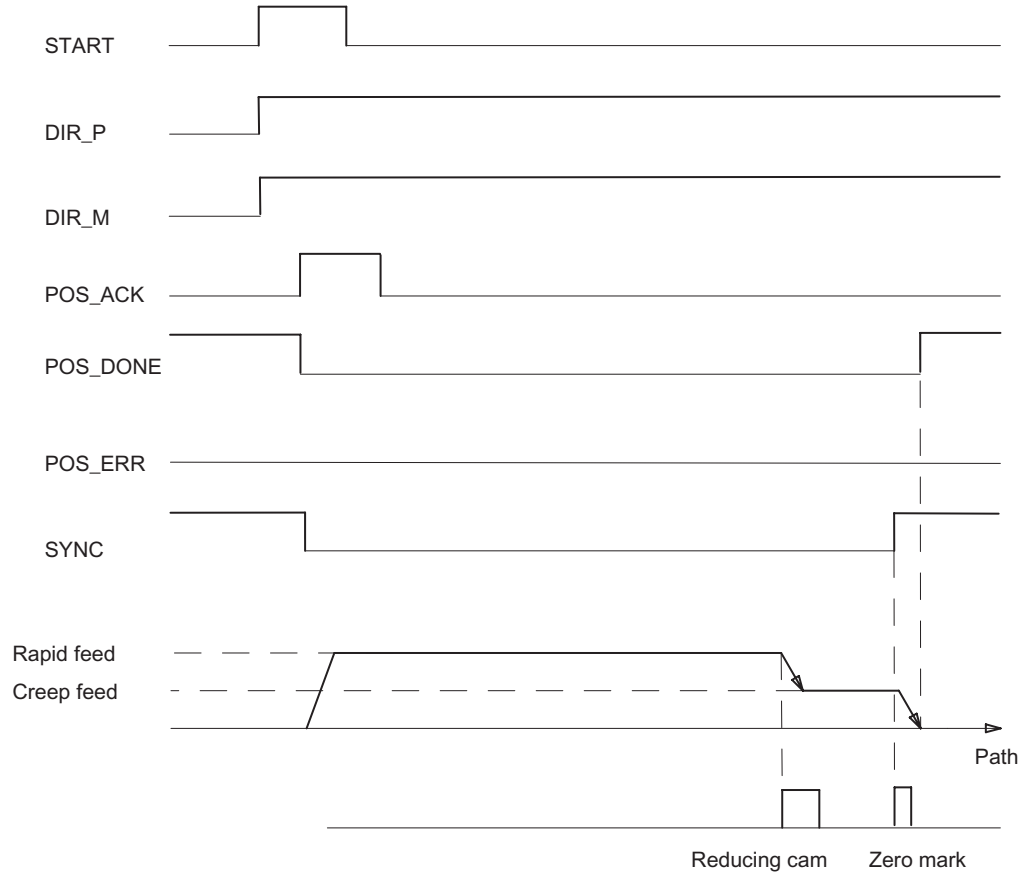 START
DIR_P
DIR_M
POS_ACK
POS_DONE
POS_ERR
SYNC
Rapid feed
Creep feed
Path
Reducing cam Zero mark